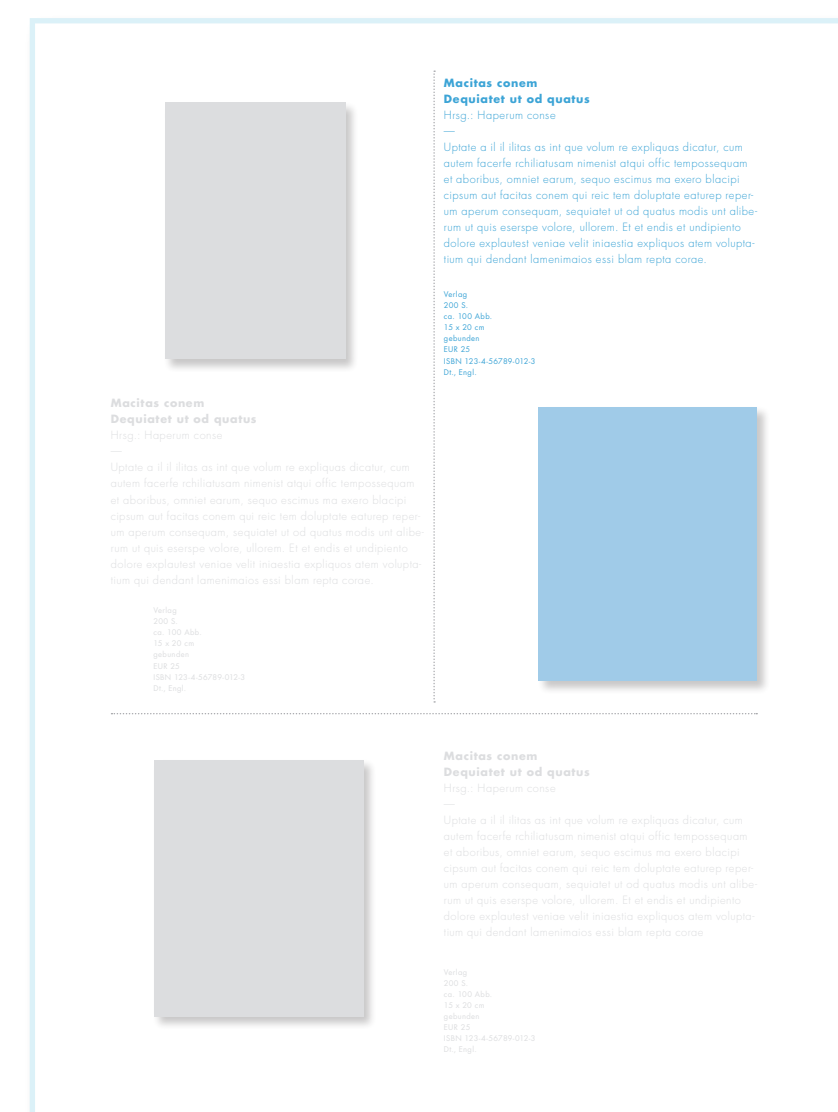 Macitas conem
Dequiatet ut od quatus
Hrsg.: Haperum conse
—
Uptate a il il ilitas as int que volum re expliquas dicatur, cum
autem facerfe rchiliatusam nimenist atqui offic tempossequam
et aboribus, omniet earum, sequo escimus ma exero blacipi
cipsum aut facitas conem qui reic tem doluptate eaturep reper-
um aperum consequam, sequiatet ut od quatus modis unt alibe-
rum ut quis eserspe volore, ullorem. Et et endis et undipiento
dolore explautest veniae velit iniaestia expliquos atem volupta-
tium qui dendant lamenimaios essi blam repta corae.
Verlag
200 S.
ca. 100 Abb.
15 x 20 cm
gebunden
EUR 25
ISBN 123-4-56789-012-3
Dt., Engl.
Macitas conem
Dequiatet ut od quatus
Hrsg.: Haperum conse
—
Uptate a il il ilitas as int que volum re expliquas dicatur, cum
autem facerfe rchiliatusam nimenist atqui offic tempossequam
et aboribus, omniet earum, sequo escimus ma exero blacipi
cipsum aut facitas conem qui reic tem doluptate eaturep reper-
um aperum consequam, sequiatet ut od quatus modis unt alibe-
rum ut quis eserspe volore, ullorem. Et et endis et undipiento
dolore explautest veniae velit iniaestia expliquos atem volupta-
tium qui dendant lamenimaios essi blam repta corae.
Verlag
200 S.
ca. 100 Abb.
15 x 20 cm
gebunden
EUR 25
ISBN 123-4-56789-012-3
Dt., Engl.
Macitas conem
Dequiatet ut od quatus
Hrsg.: Haperum conse
—
Uptate a il il ilitas as int que volum re expliquas dicatur, cum
autem facerfe rchiliatusam nimenist atqui offic tempossequam
et aboribus, omniet earum, sequo escimus ma exero blacipi
cipsum aut facitas conem qui reic tem doluptate eaturep reper-
um aperum consequam, sequiatet ut od quatus modis unt alibe-
rum ut quis eserspe volore, ullorem. Et et endis et undipiento
dolore explautest veniae velit iniaestia expliquos atem volupta-
tium qui dendant lamenimaios essi blam repta corae
Verlag
200 S.
ca. 100 Abb.
15 x 20 cm
gebunden
EUR 25
ISBN 123-4-56789-012-3
Dt., Engl.